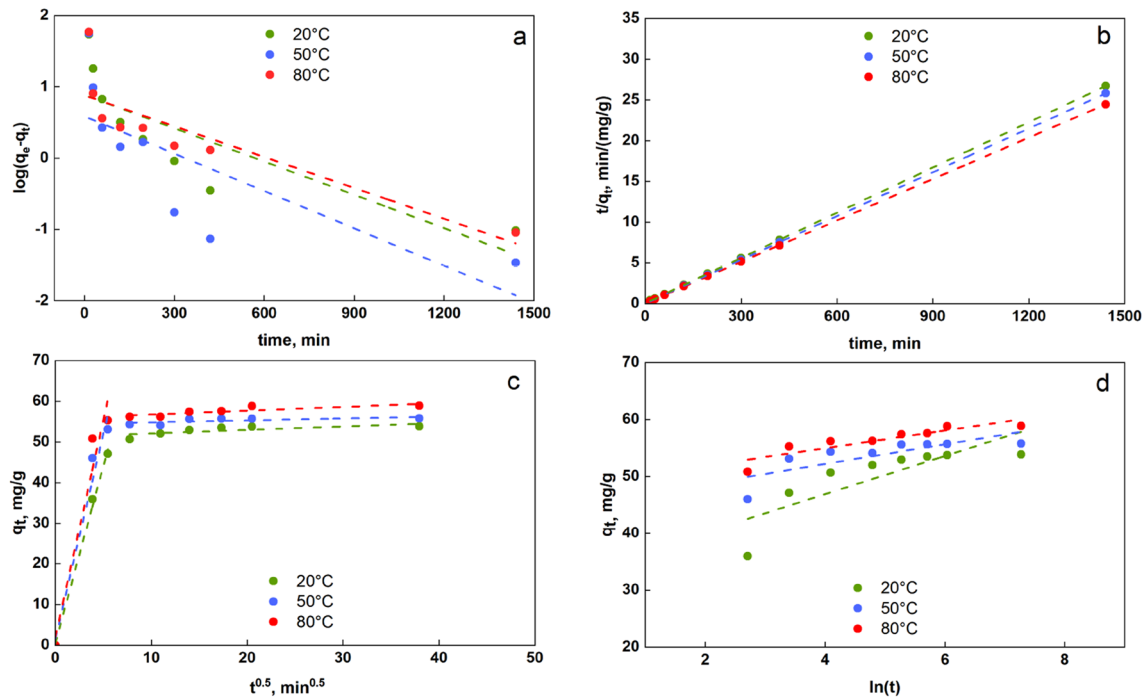 a
20°C
50°C
80°C
2
1
0
-1
-2
log(qe-qt)
0 300 600 900 1200 1500
time, min
b
20°C
50°C
80°C
35
30
25
20
15
10
5
0
t/qt, min/(mg/g)
0 300 600 900 1200 1500
time, min
c
70
60
50
40
30
20
10
0
qt, mg/g
20°C
50°C
80°C
0 10 20 30 40 50
t^0.5, min^0.5
d
70
60
50
40
30
20
qt, mg/g
20°C
50°C
80°C
2 4 6 8
ln(t)